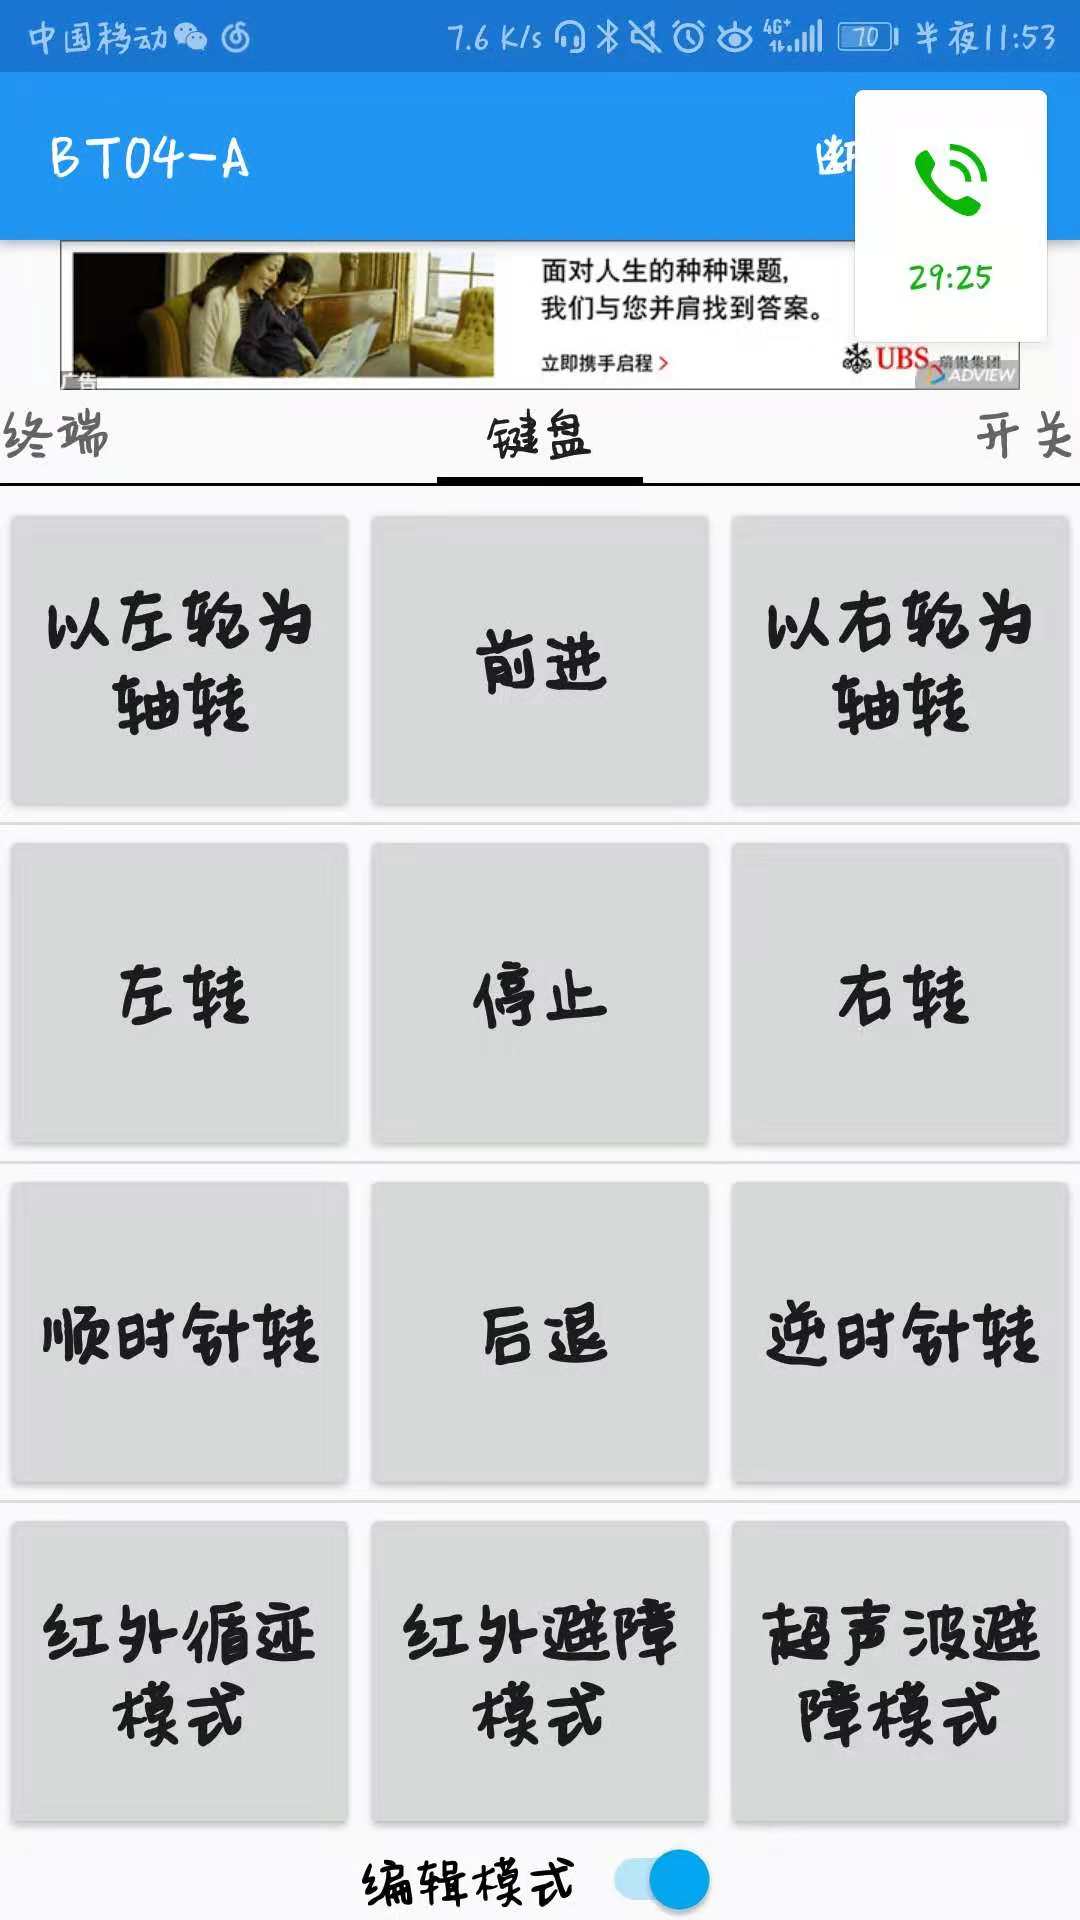 中国移动 7.6 K/s 4G+ 70 半夜11:53
BT04-A 断
29:25
面对人生的种种课题,
我们与您并肩找到答案。
立即携手启程 >
UBS 瑞银集团
广告
ADVIEW
终端 键盘 开关
以左轮为
轴转
前进
以右轮为
轴转
左转
停止
右转
顺时针转
后退
逆时针转
红外循迹
模式
红外避障
模式
超声波避
障模式
编辑模式